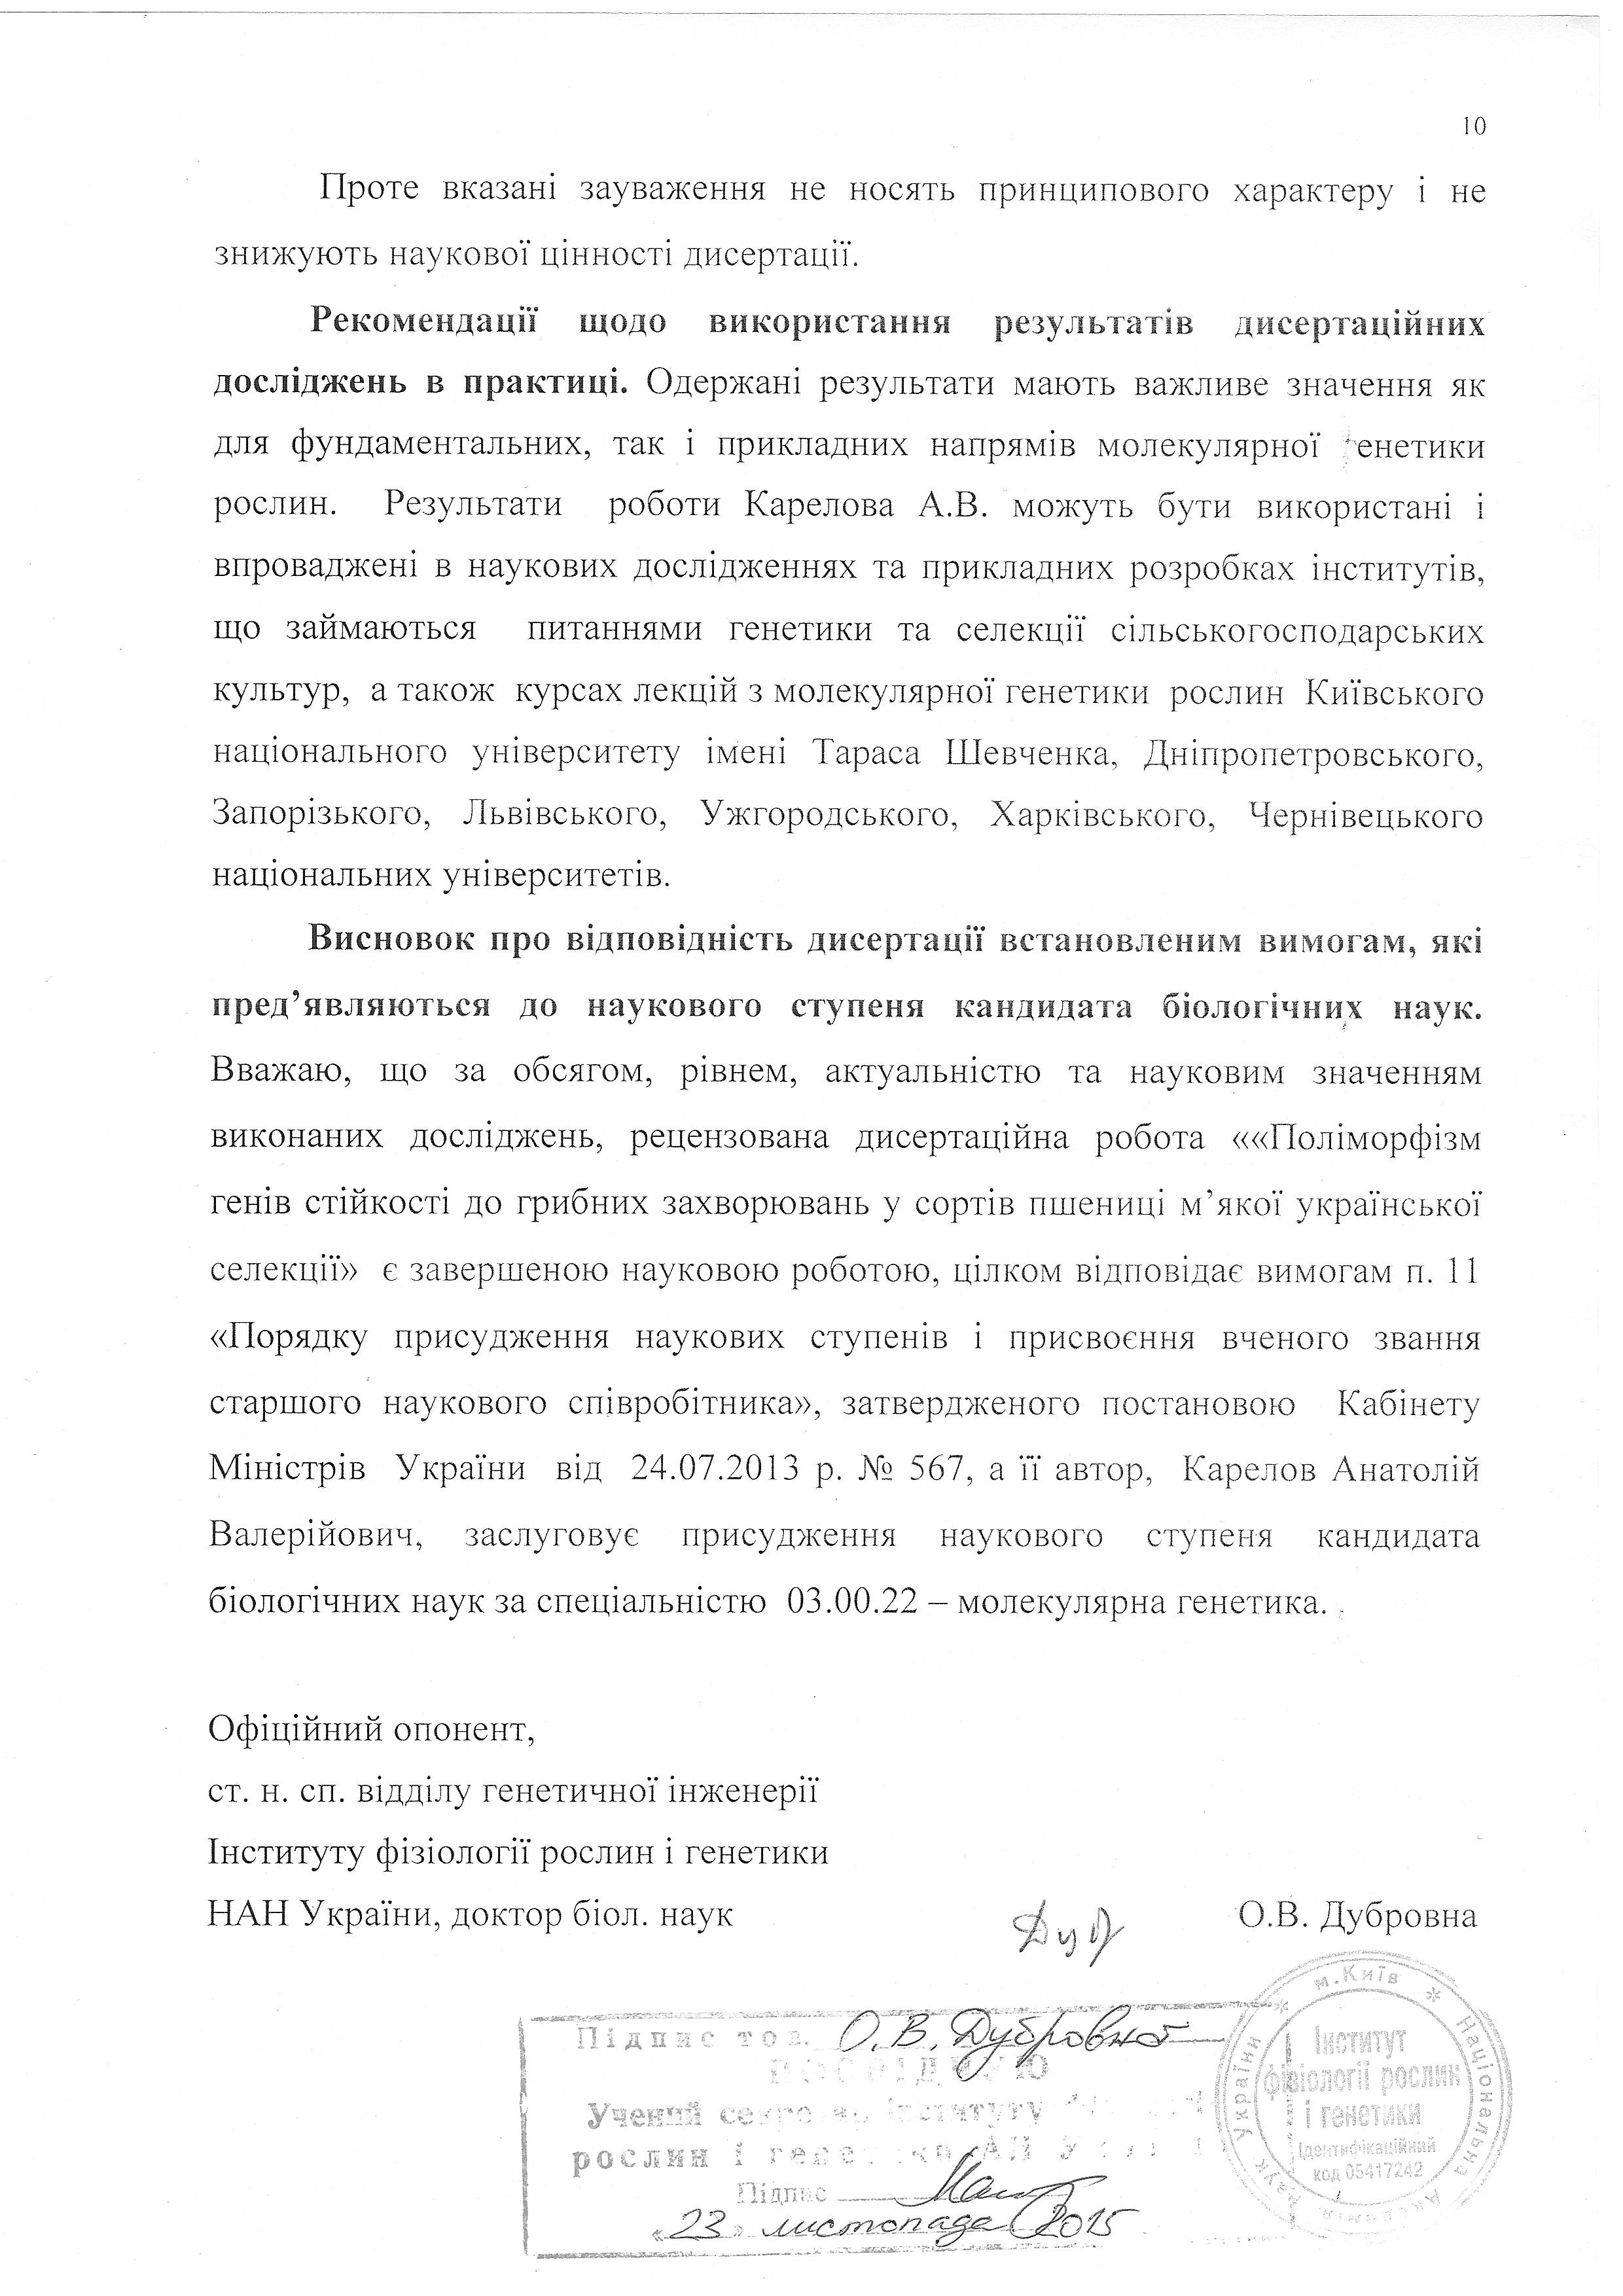 10
Проте вказані зауваження не носять принципового характеру і не
знижують наукової цінності дисертації.
Рекомендації щодо використання результатів дисертаційних
досліджень в практиці. Одержані результати мають важливе значення як
для фундаментальних, так і прикладних напрямів молекулярної генетики
рослин. Результати роботи Карелова А.В. можуть бути використані і
впроваджені в наукових дослідженнях та прикладних розробках інститутів,
що займаються питаннями генетики та селекції сільськогосподарських
культур, а також курсах лекцій з молекулярної генетики рослин Київського
національного університету імені Тараса Шевченка, Дніпропетровського,
Запорізького, Львівського, Ужгородського, Харківського, Чернівецького
національних університетів.
Висновок про відповідність дисертації встановленим вимогам, які
пред’являються до наукового ступеня кандидата біологічних наук.
Вважаю, що за обсягом, рівнем, актуальністю та науковим значенням
виконаних досліджень, рецензована дисертаційна робота ««Поліморфізм
генів стійкості до грибних захворювань у сортів пшениці м’якої української
селекції» є завершеною науковою роботою, цілком відповідає вимогам п. 11
«Порядку присудження наукових ступенів і присвоєння вченого звання
старшого наукового співробітника», затвердженого постановою Кабінету
Міністрів України від 24.07.2013 р. № 567, а її автор, Карелов Анатолій
Валерійович, заслуговує присудження наукового ступеня кандидата
біологічних наук за спеціальністю 03.00.22 – молекулярна генетика.
Офіційний опонент,
ст. н. сп. відділу генетичної інженерії
Інституту фізіології рослин і генетики
НАН України, доктор біол. наук
О.В. Дубровна
Підпис тов. О.В. Дубровно
Учений
рослин і
Підпис
«23» листопада 2015
м.Київ * Національна Академія Наук України *
Інститут
фізіології рослин
і генетики
Ідентифікаційний
код 05417242